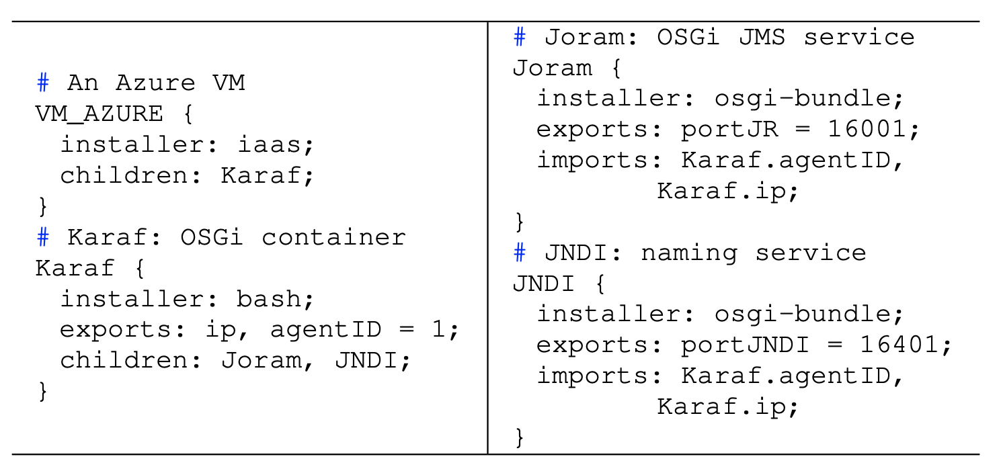 # An Azure VM
VM_AZURE {
  installer: iaas;
  children: Karaf;
}
# Karaf: OSGi container
Karaf {
  installer: bash;
  exports: ip, agentID = 1;
  children: Joram, JNDI;
}
# Joram: OSGi JMS service
Joram {
  installer: osgi-bundle;
  exports: portJR = 16001;
  imports: Karaf.agentID,
        Karaf.ip;
}
# JNDI: naming service
JNDI {
  installer: osgi-bundle;
  exports: portJNDI = 16401;
  imports: Karaf.agentID,
        Karaf.ip;
}